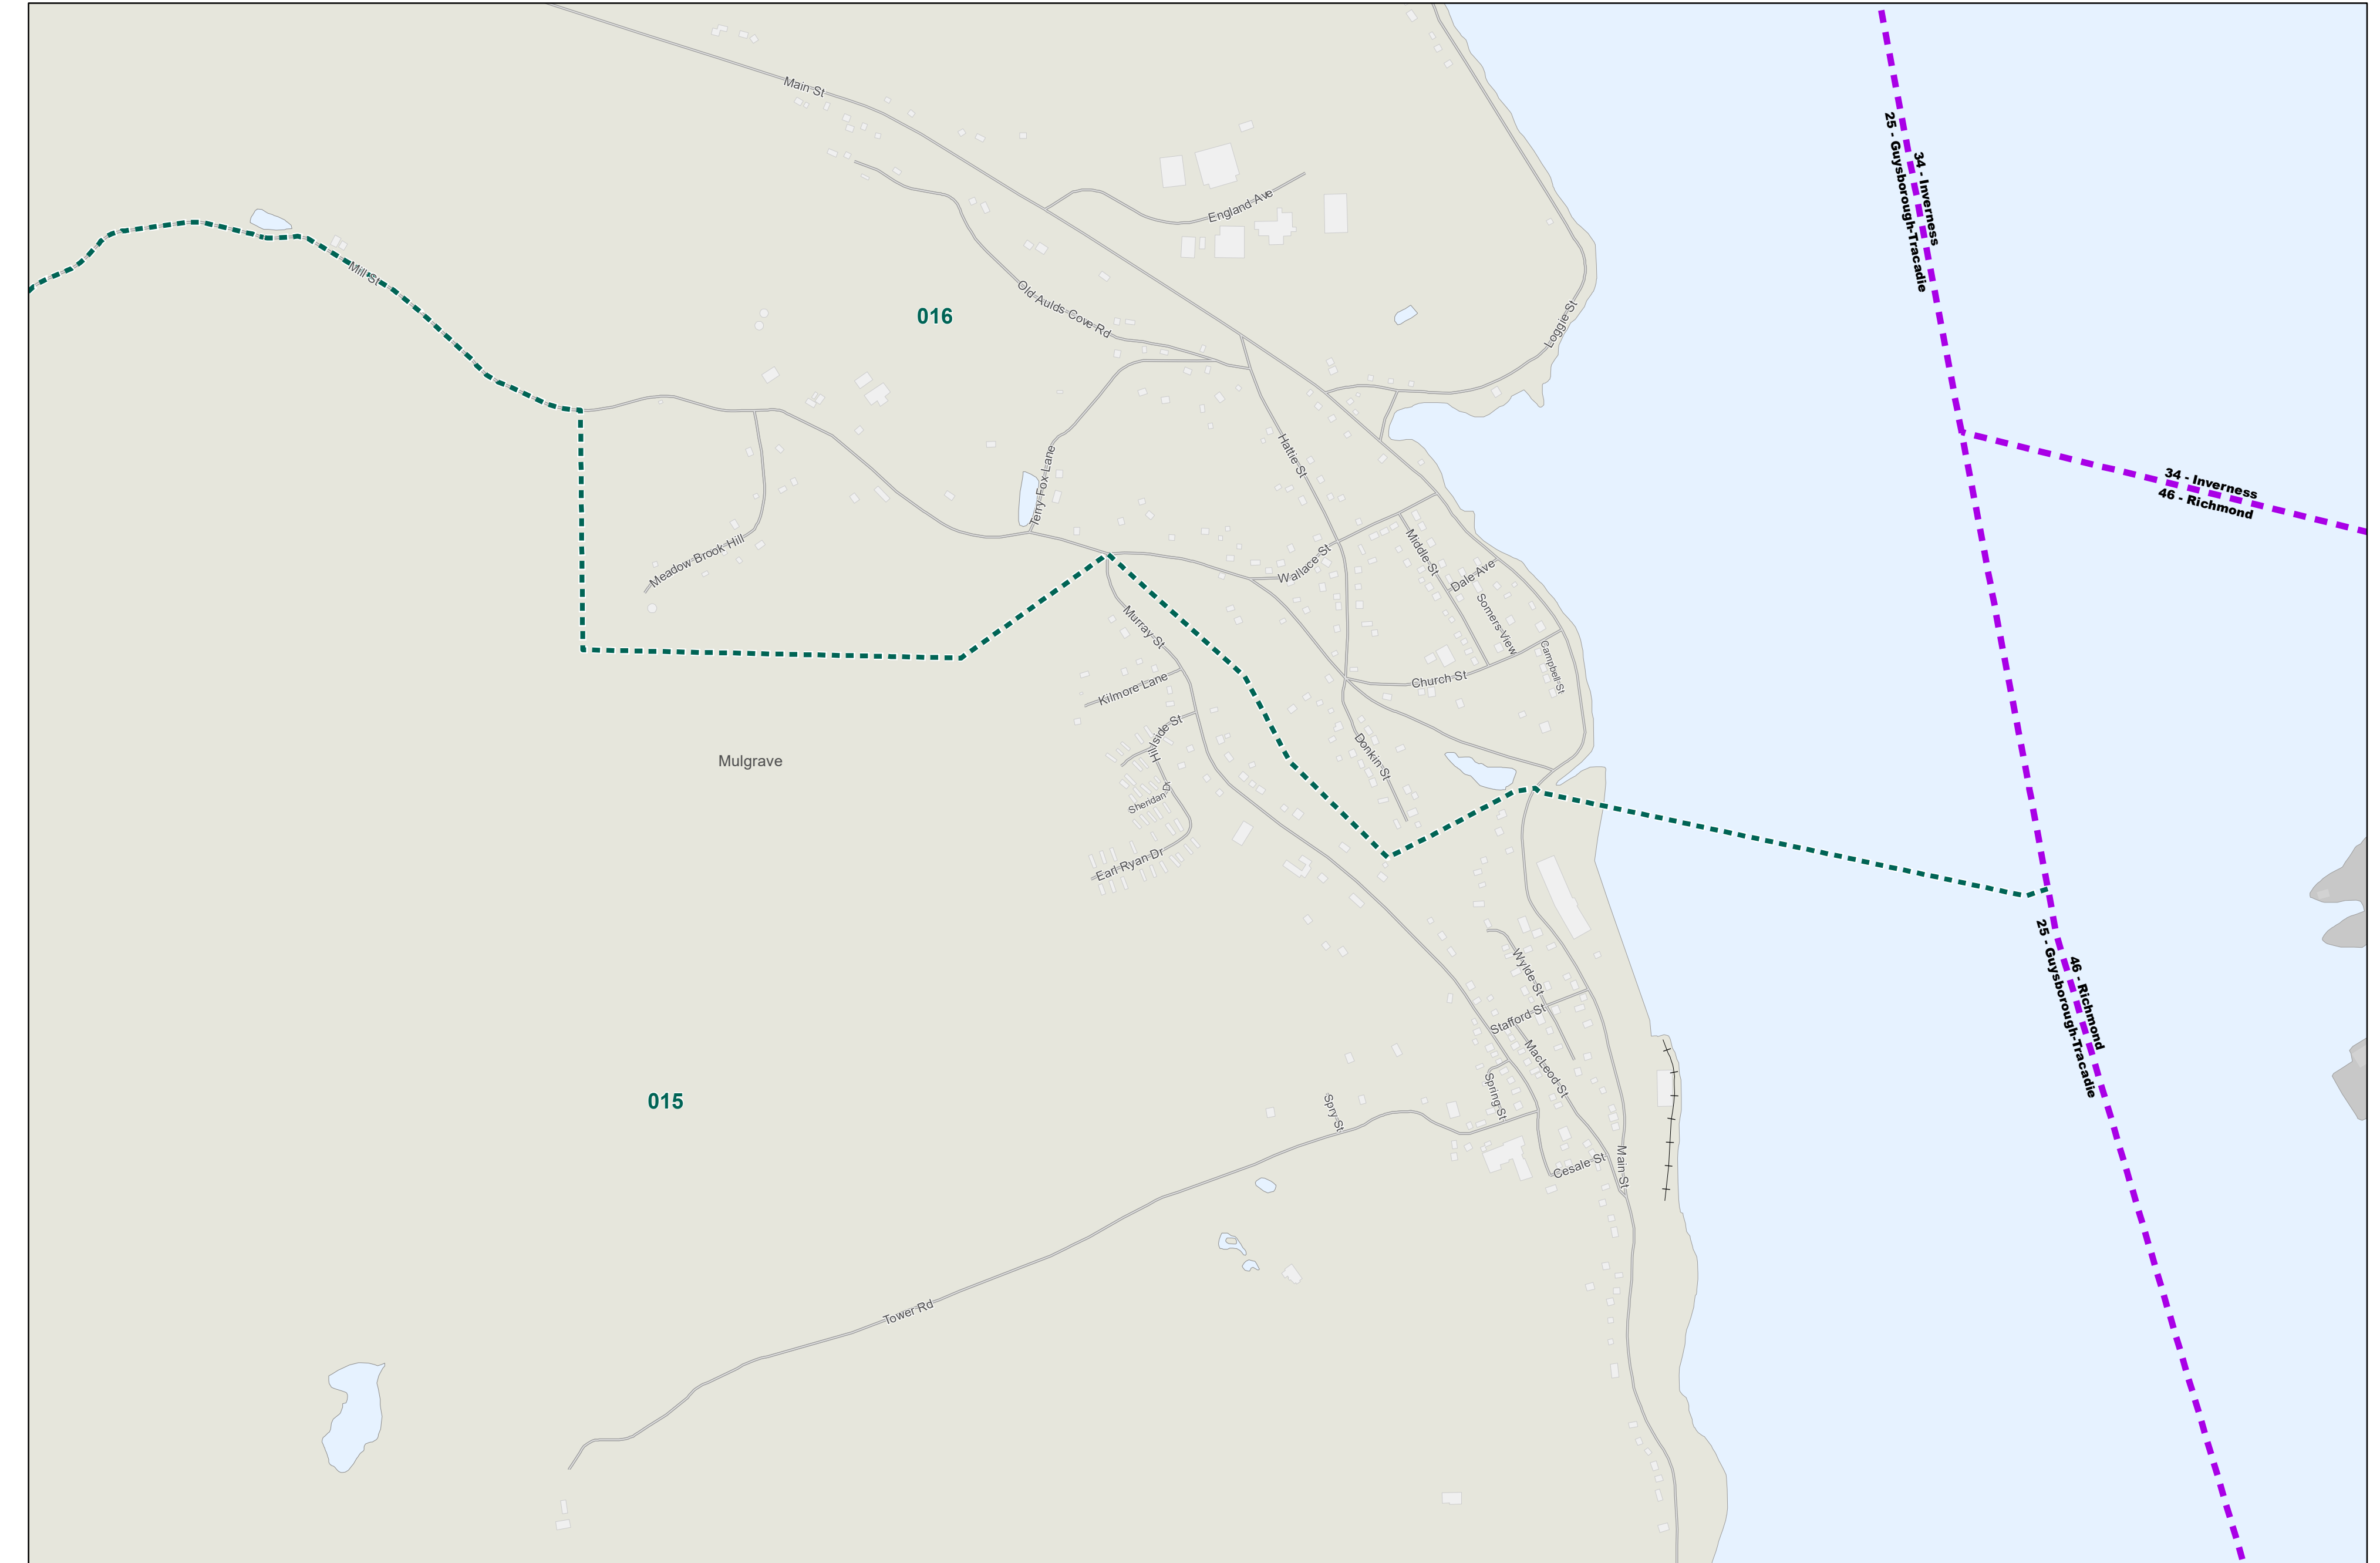 Main St
25 - Guysborough-Tracadie
34 - Inverness
England Ave
Mill St
Old Aulds Cove Rd
016
Loggie St
Hattie St
34 - Inverness
46 - Richmond
Terry Fox Lane
Meadow Brook Hill
Wallace St
Middle St
Dale Ave
Somers View
Murray St
Campbell St
Church St
Kilmore Lane
Hillside St
Mulgrave
Donkin St
Sheridan Dr
Earl Ryan Dr
25 - Guysborough-Tracadie
46 - Richmond
Wylde St
Stafford St
MacLeod St
Spring St
015
Spry St
Main St
Cesale St
Tower Rd